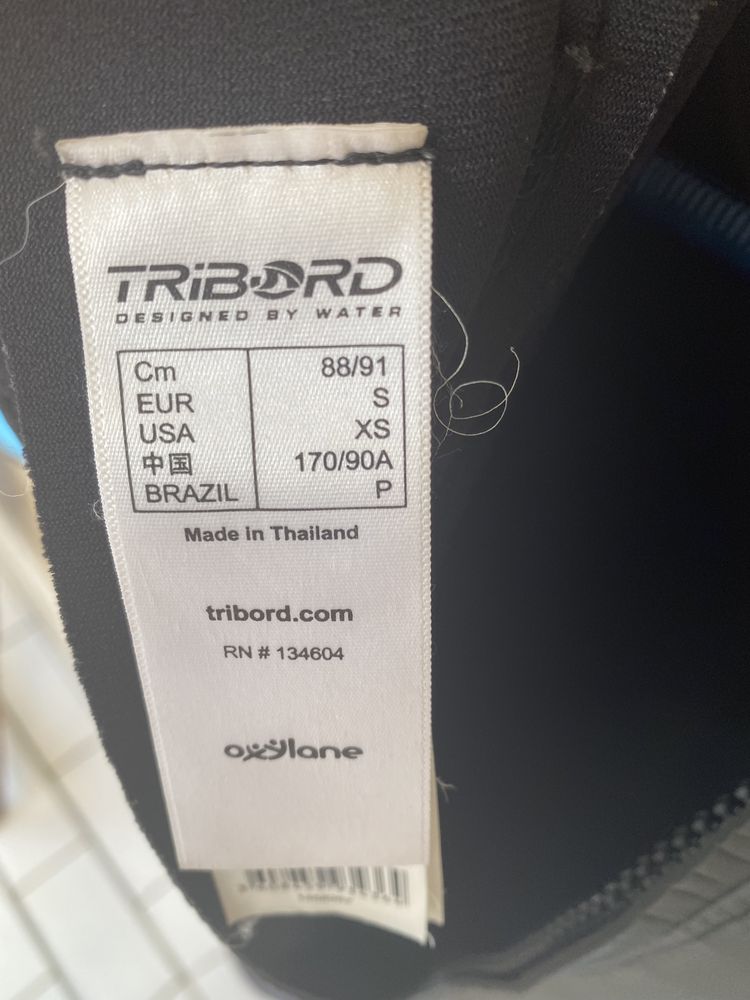 TRiBORD
DESIGNED BY WATER
Cm 88/91
EUR S
USA XS
中国 170/90A
BRAZIL P
Made in Thailand
tribord.com
RN # 134604
oxylane